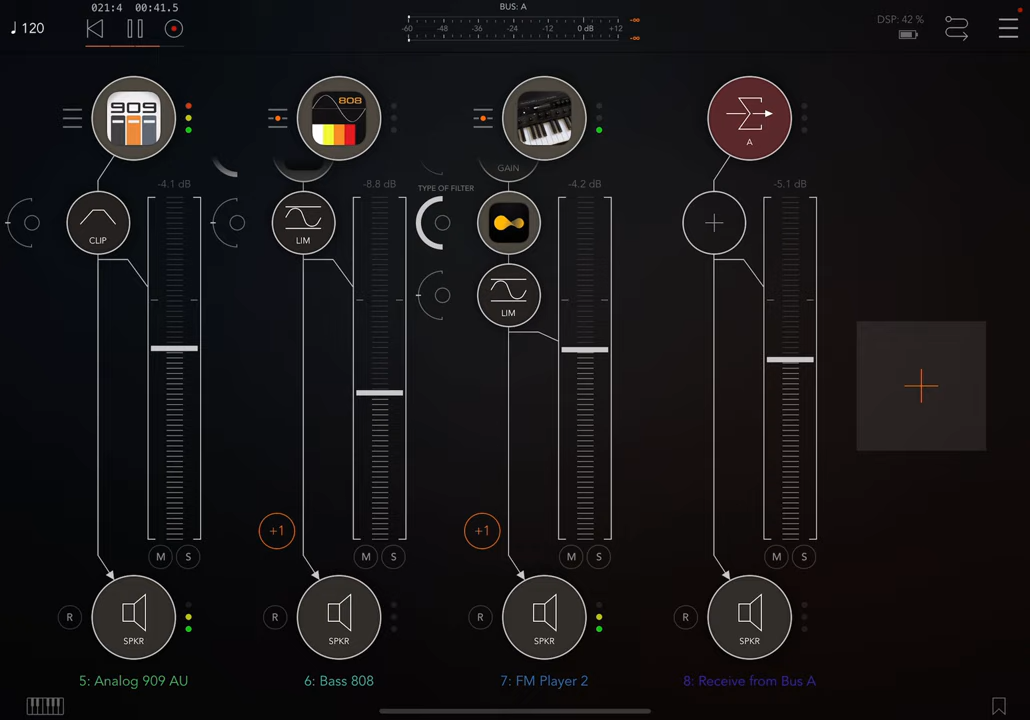 ♩ 120
021:4 00:41.5
BUS: A
-60 -48 -36 -24 -12 0 dB +12
-∞
-∞
DSP: 42 %
909
808
A
GAIN
-4.1 dB
-8.8 dB
-4.2 dB
-5.1 dB
TYPE OF FILTER
CLIP
LIM
LIM
+1
+1
M S
M S
M S
M S
R
SPKR
R
SPKR
R
SPKR
R
SPKR
5: Analog 909 AU
6: Bass 808
7: FM Player 2
8: Receive from Bus A